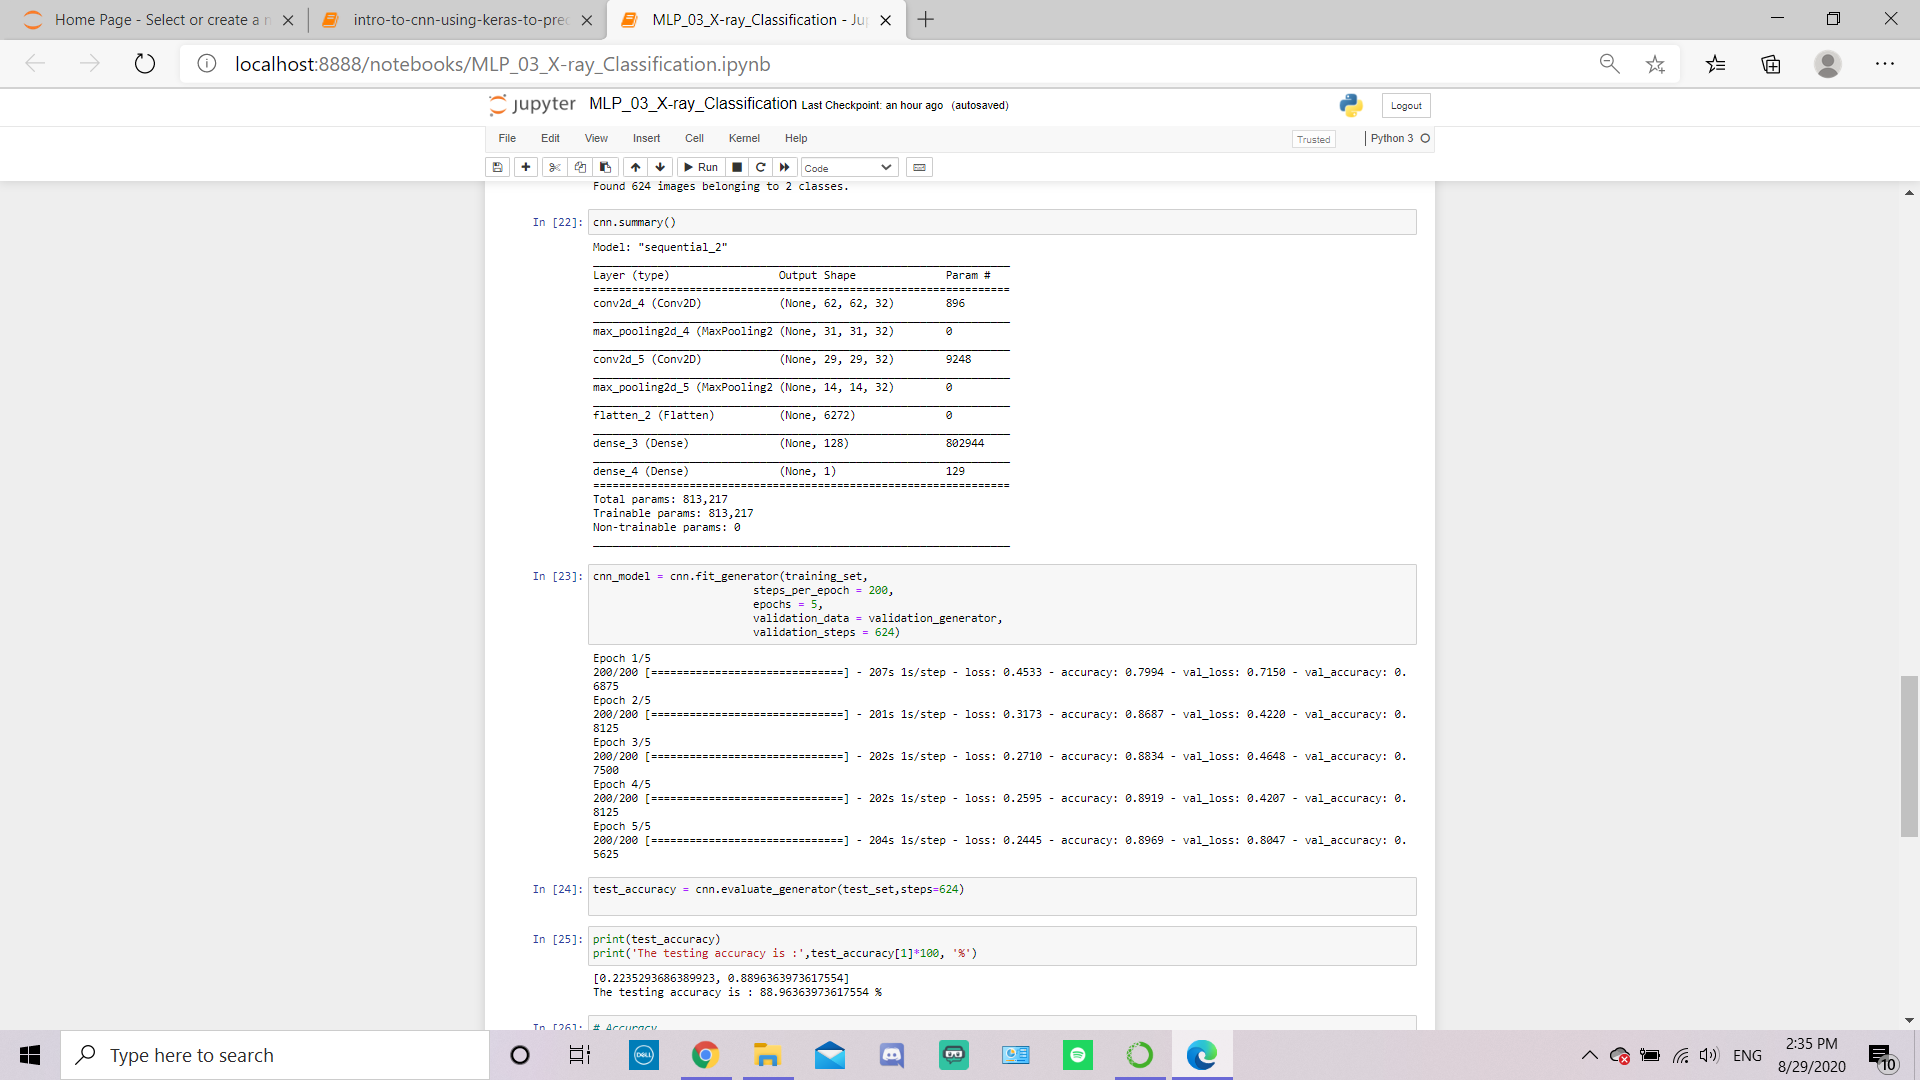 Home Page - Select or create a n
intro-to-cnn-using-keras-to-prec
MLP_03_X-ray_Classification - Ju
localhost:8888/notebooks/MLP_03_X-ray_Classification.ipynb
jupyter MLP_03_X-ray_Classification Last Checkpoint: an hour ago (autosaved)
Logout
File Edit View Insert Cell Kernel Help
Trusted
Python 3
Run
Code
Found 624 images belonging to 2 classes.
In [22]: cnn.summary()
Model: "sequential_2"
Layer (type) Output Shape Param #
=================================================================
conv2d_4 (Conv2D) (None, 62, 62, 32) 896
max_pooling2d_4 (MaxPooling2 (None, 31, 31, 32) 0
conv2d_5 (Conv2D) (None, 29, 29, 32) 9248
max_pooling2d_5 (MaxPooling2 (None, 14, 14, 32) 0
flatten_2 (Flatten) (None, 6272) 0
dense_3 (Dense) (None, 128) 802944
dense_4 (Dense) (None, 1) 129
=================================================================
Total params: 813,217
Trainable params: 813,217
Non-trainable params: 0
In [23]: cnn_model = cnn.fit_generator(training_set,
steps_per_epoch = 200,
epochs = 5,
validation_data = validation_generator,
validation_steps = 624)
Epoch 1/5
200/200 [==============================] - 207s 1s/step - loss: 0.4533 - accuracy: 0.7994 - val_loss: 0.7150 - val_accuracy: 0.
6875
Epoch 2/5
200/200 [==============================] - 201s 1s/step - loss: 0.3173 - accuracy: 0.8687 - val_loss: 0.4220 - val_accuracy: 0.
8125
Epoch 3/5
200/200 [==============================] - 202s 1s/step - loss: 0.2710 - accuracy: 0.8834 - val_loss: 0.4648 - val_accuracy: 0.
7500
Epoch 4/5
200/200 [==============================] - 202s 1s/step - loss: 0.2595 - accuracy: 0.8919 - val_loss: 0.4207 - val_accuracy: 0.
8125
Epoch 5/5
200/200 [==============================] - 204s 1s/step - loss: 0.2445 - accuracy: 0.8969 - val_loss: 0.8047 - val_accuracy: 0.
5625
In [24]: test_accuracy = cnn.evaluate_generator(test_set,steps=624)
In [25]: print(test_accuracy)
print('The testing accuracy is :',test_accuracy[1]*100, '%')
[0.2235293686389923, 0.8896363973617554]
The testing accuracy is : 88.96363973617554 %
In [26]: # Accuracy
Type here to search
DELL
ENG
2:35 PM
8/29/2020
10